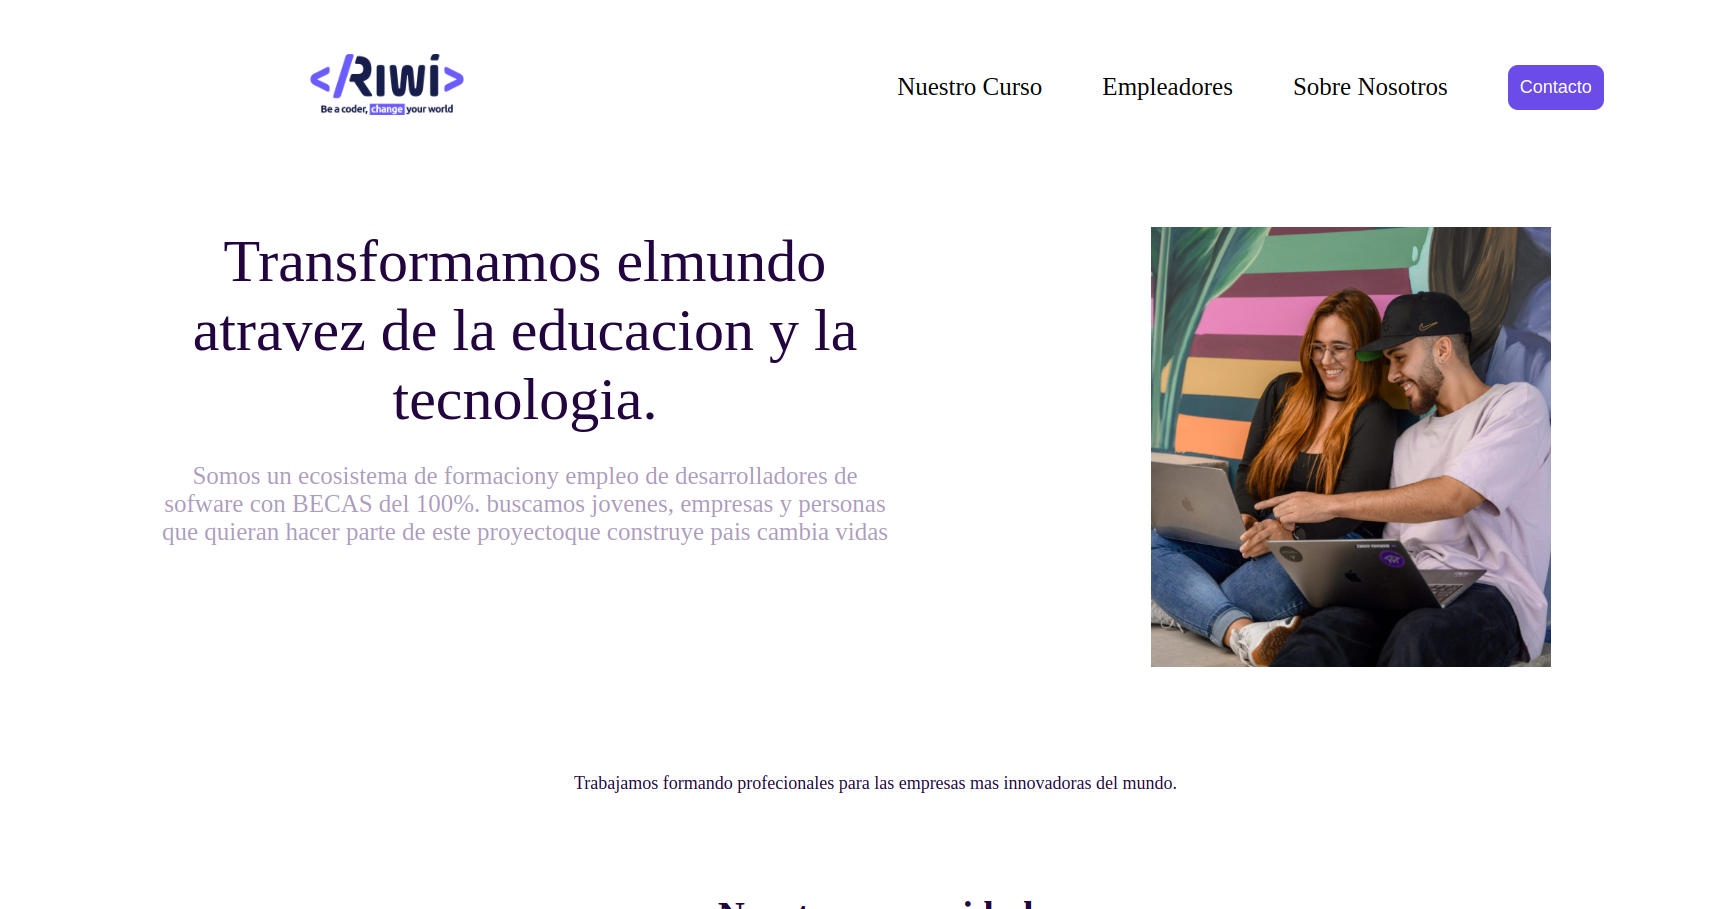 </RIWI>
Be a coder, change your world
Nuestro Curso
Empleadores
Sobre Nosotros
Contacto
Transformamos elmundo
atravez de la educacion y la
tecnologia.
Somos un ecosistema de formaciony empleo de desarrolladores de
sofware con BECAS del 100%. buscamos jovenes, empresas y personas
que quieran hacer parte de este proyectoque construye pais cambia vidas
Trabajamos formando profecionales para las empresas mas innovadoras del mundo.